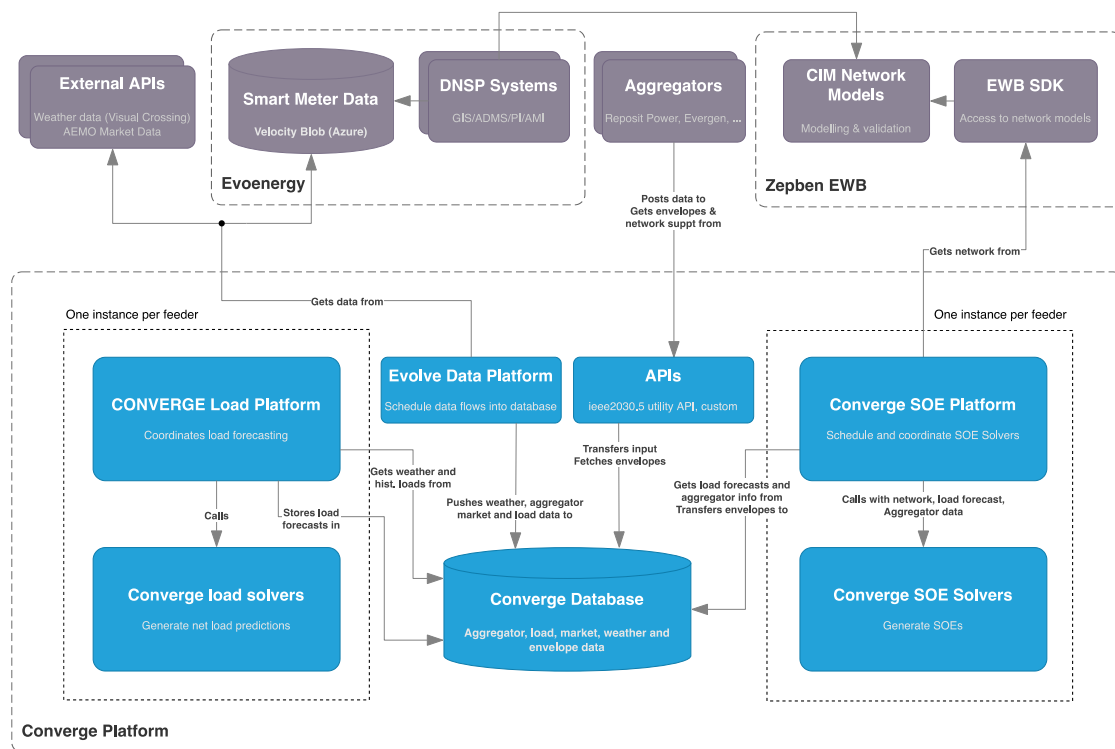 External APIs
Weather data (Visual Crossing)
AEMO Market Data
Smart Meter Data
Velocity Blob (Azure)
DNSP Systems
GIS/ADMS/PI/AMI
Evoenergy
Aggregators
Reposit Power, Evergen, ...
CIM Network
Models
Modelling & validation
EWB SDK
Access to network models
Zepben EWB
Posts data to
Gets envelopes &
network suppt from
Gets network from
Gets data from
One instance per feeder
One instance per feeder
CONVERGE Load Platform
Coordinates load forecasting
Evolve Data Platform
Schedule data flows into database
APIs
ieee2030.5 utility API, custom
Converge SOE Platform
Schedule and coordinate SOE Solvers
Gets weather and
hist. loads from
Transfers input
Fetches envelopes
Gets load forecasts and
aggregator info from
Transfers envelopes to
Calls
Stores load
forecasts in
Pushes weather, aggregator
market and load data to
Calls with network, load forecast,
Aggregator data
Converge load solvers
Generate net load predictions
Converge Database
Aggregator, load, market, weather and
envelope data
Converge SOE Solvers
Generate SOEs
Converge Platform